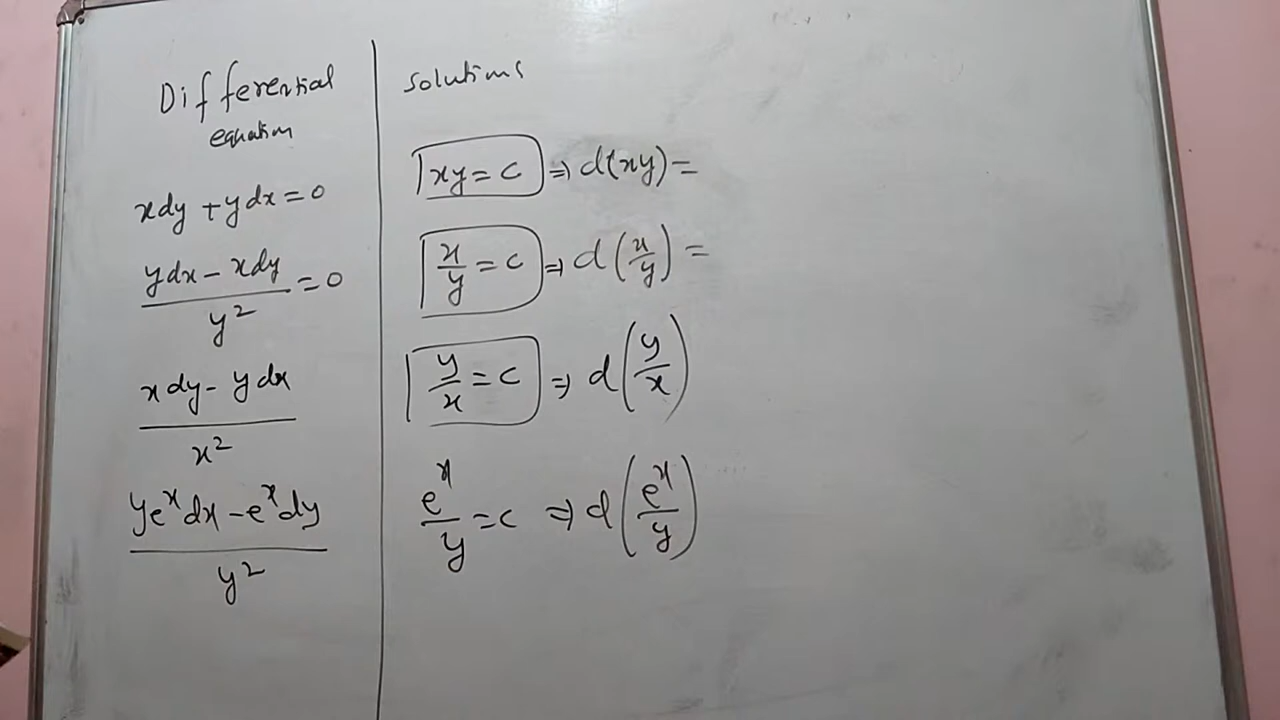 Differential
equation
solutions
xdy + ydx = 0
xy = c ⇒ d(xy) =
ydx - xdy / y² = 0
x/y = c ⇒ d(x/y) =
xdy - ydx / x²
y/x = c ⇒ d(y/x)
ye^x dx - e^x dy / y²
e^x / y = c ⇒ d(e^x / y)